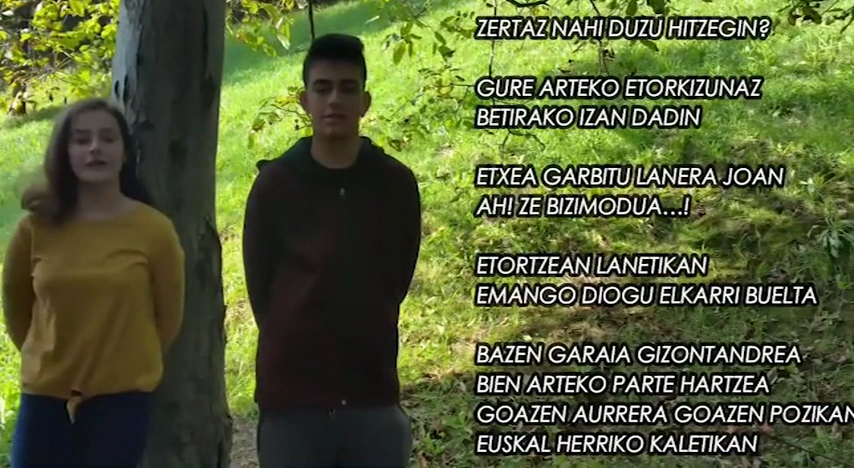 ZERTAZ NAHI DUZU HITZEGIN?
GURE ARTEKO ETORKIZUNAZ
BETIRAKO IZAN DADIN
ETXEA GARBITU LANERA JOAN
AH! ZE BIZIMODUA...!
ETORTZEAN LANETIKAN
EMANGO DIOGU ELKARRI BUELTA
BAZEN GARAIA GIZONTANDREA
BIEN ARTEKO PARTE HARTZEA
GOAZEN AURRERA GOAZEN POZIKAN
EUSKAL HERRIKO KALETIKAN